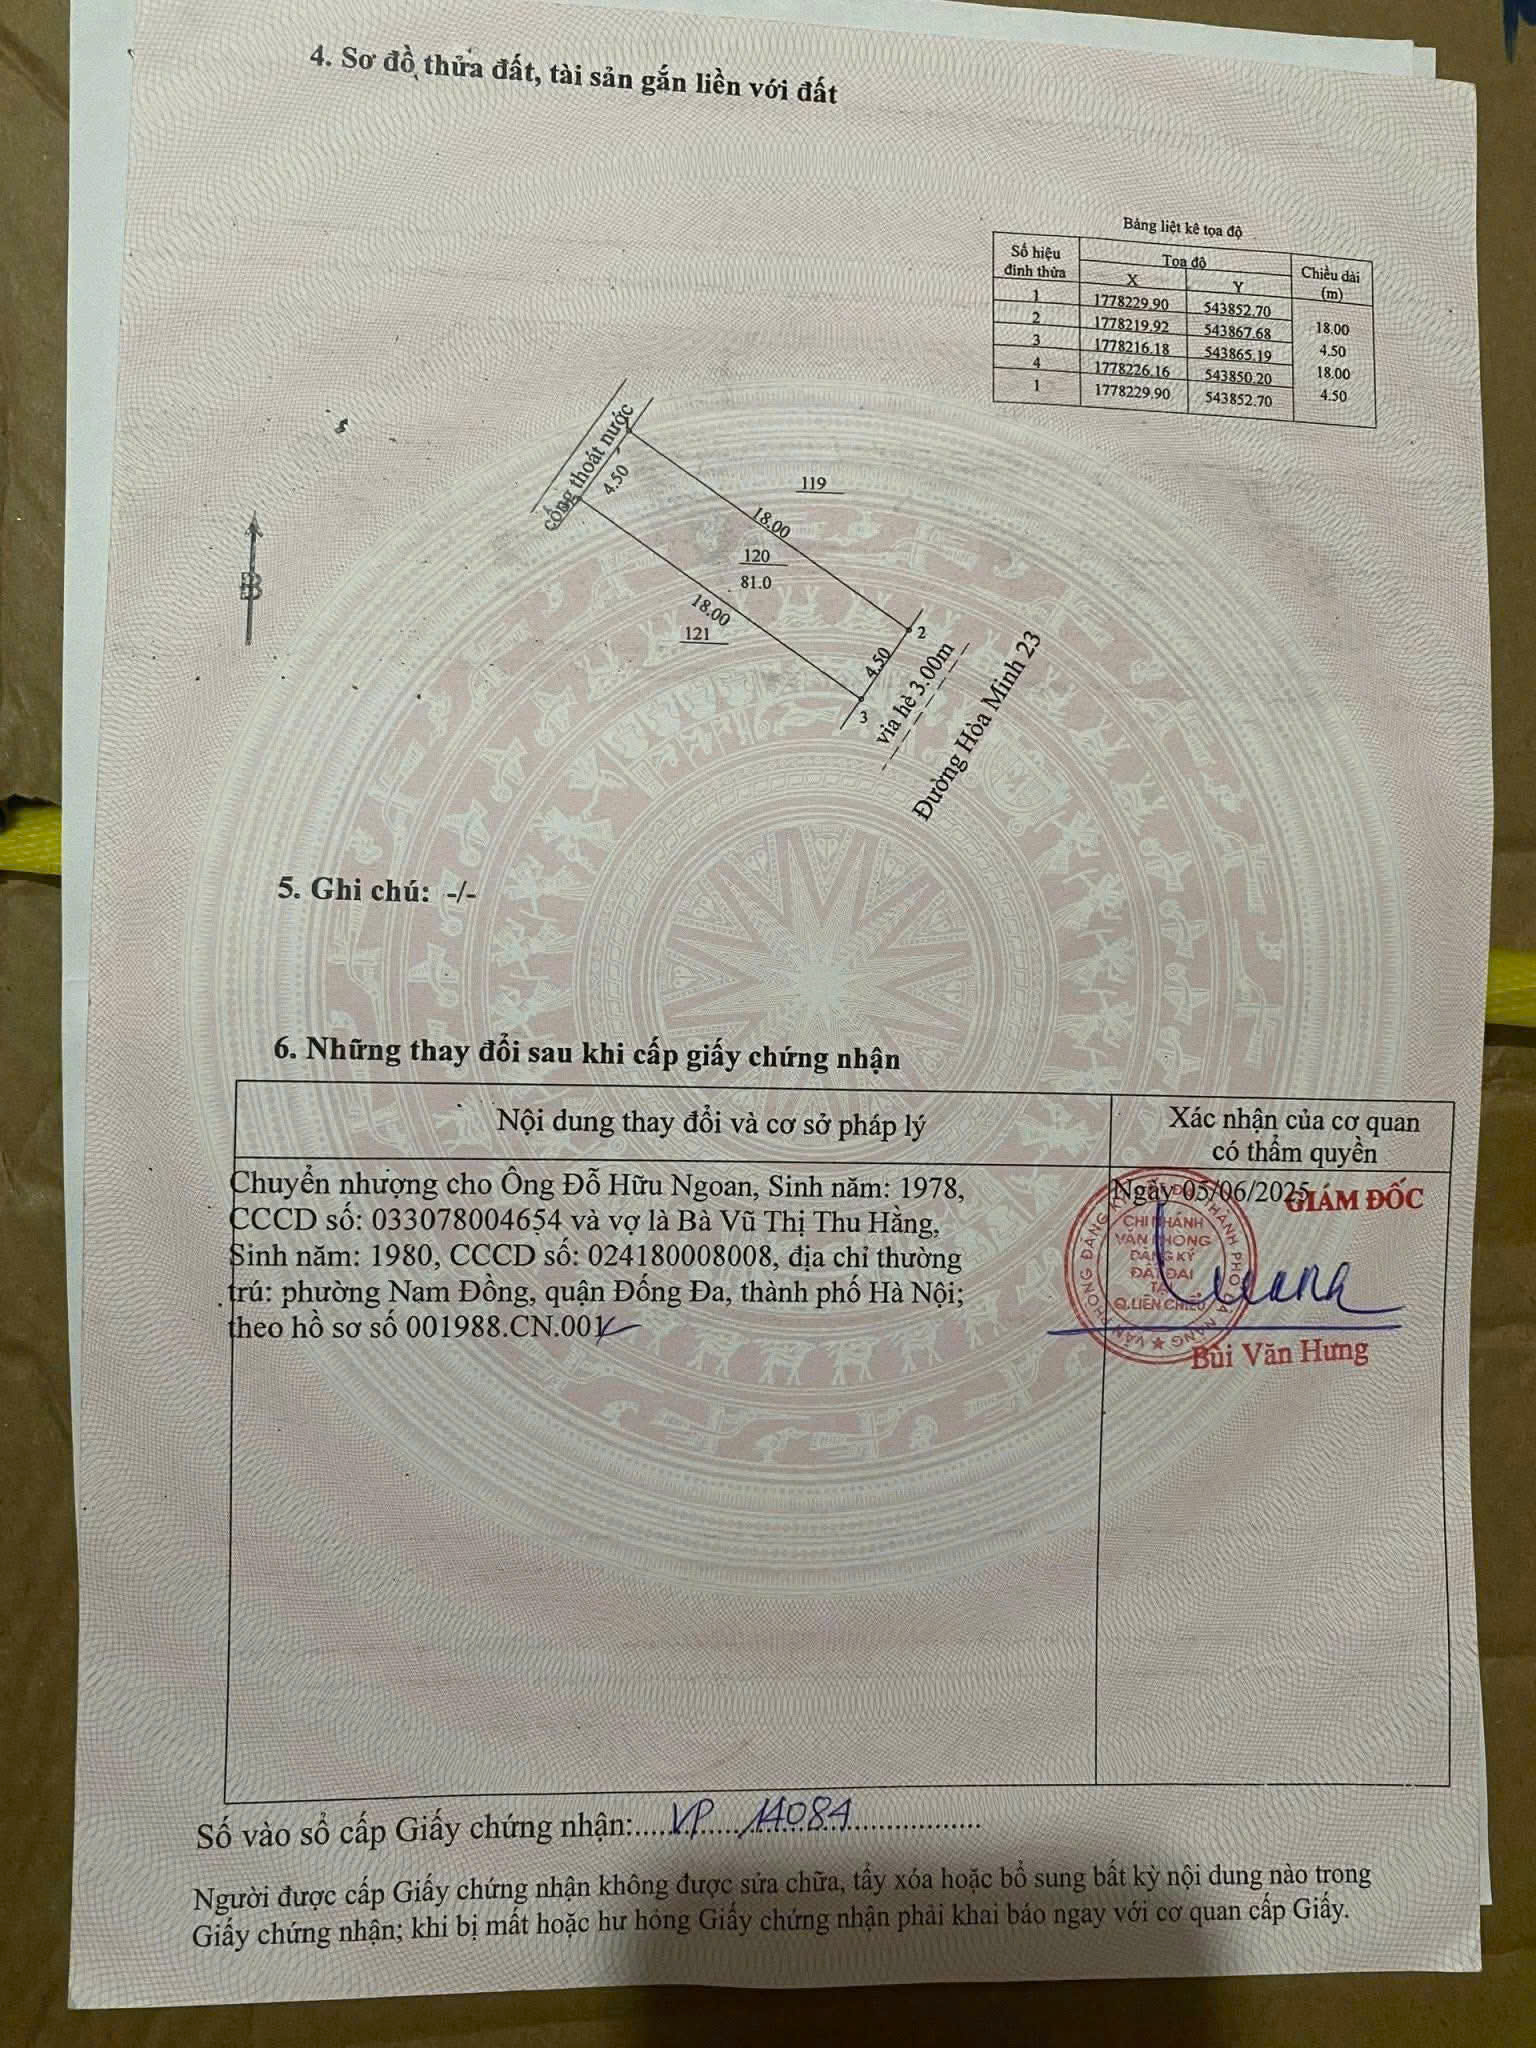 4. Sơ đồ thửa đất, tài sản gắn liền với đất
Bảng liệt kê tọa độ
Số hiệu đỉnh thửa Tọa độ Chiều dài (m)
X Y
1 1778229.90 543852.70
18.00
2 1778219.92 543867.68
4.50
3 1778216.18 543865.19
18.00
4 1778226.16 543850.20
4.50
1 1778229.90 543852.70
cống thoát nước
4.50
119
18.00
120
81.0
18.00
121
2
4.50
3
vỉa hè 3.00m
Đường Hòa Minh 23
B
5. Ghi chú: -/-
6. Những thay đổi sau khi cấp giấy chứng nhận
Nội dung thay đổi và cơ sở pháp lý
Xác nhận của cơ quan
có thẩm quyền
Chuyển nhượng cho Ông Đỗ Hữu Ngoan, Sinh năm: 1978,
CCCD số: 033078004654 và vợ là Bà Vũ Thị Thu Hằng,
Sinh năm: 1980, CCCD số: 024180008008, địa chỉ thường
trú: phường Nam Đồng, quận Đống Đa, thành phố Hà Nội;
theo hồ sơ số 001988.CN.001
Ngày 05/06/2025
GIÁM ĐỐC
CHI NHÁNH
VĂN PHÒNG
ĐĂNG KÝ
ĐẤT ĐAI
TẠI
Q.LIÊN CHIỂU
Bùi Văn Hưng
Số vào sổ cấp Giấy chứng nhận: VP 14084
Người được cấp Giấy chứng nhận không được sửa chữa, tẩy xóa hoặc bổ sung bất kỳ nội dung nào trong
Giấy chứng nhận; khi bị mất hoặc hư hỏng Giấy chứng nhận phải khai báo ngay với cơ quan cấp Giấy.